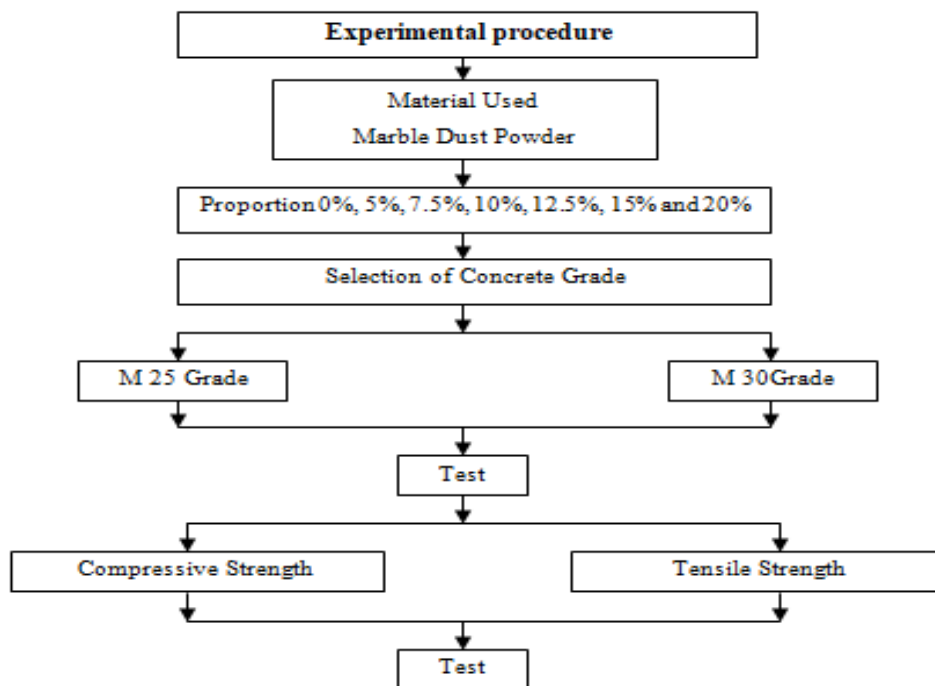 Experimental procedure
Material Used
Marble Dust Powder
Proportion 0%, 5%, 7.5%, 10%, 12.5%, 15% and 20%
Selection of Concrete Grade
M 25 Grade
M 30Grade
Test
Compressive Strength
Tensile Strength
Test